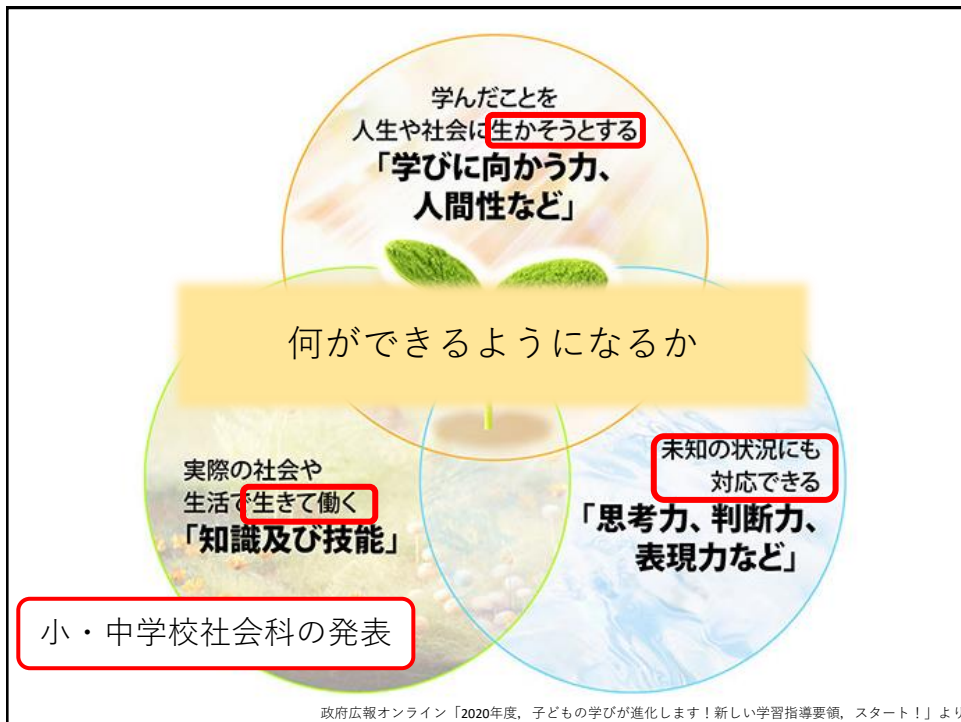 学んだことを
人生や社会に生かそうとする
「学びに向かう力、
人間性など」
何ができるようになるか
実際の社会や
生活で生きて働く
「知識及び技能」
未知の状況にも
対応できる
「思考力、判断力、
表現力など」
小・中学校社会科の発表
政府広報オンライン「2020年度，子どもの学びが進化します！新しい学習指導要領，スタート！」より